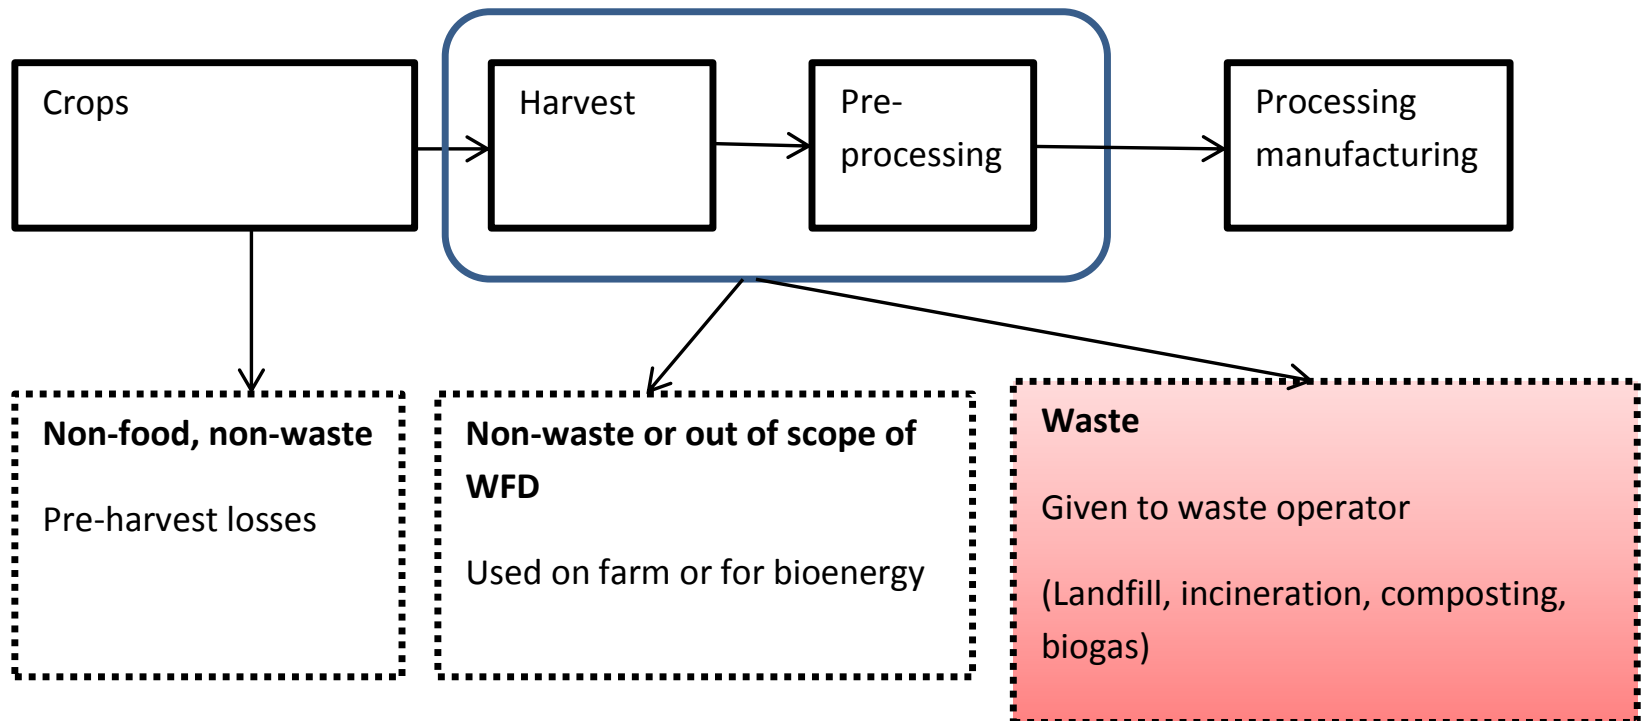 Crops
Harvest
Pre-
processing
Processing
manufacturing
Non-food, non-waste
Pre-harvest losses
Non-waste or out of scope of
WFD
Used on farm or for bioenergy
Waste
Given to waste operator
(Landfill, incineration, composting,
biogas)